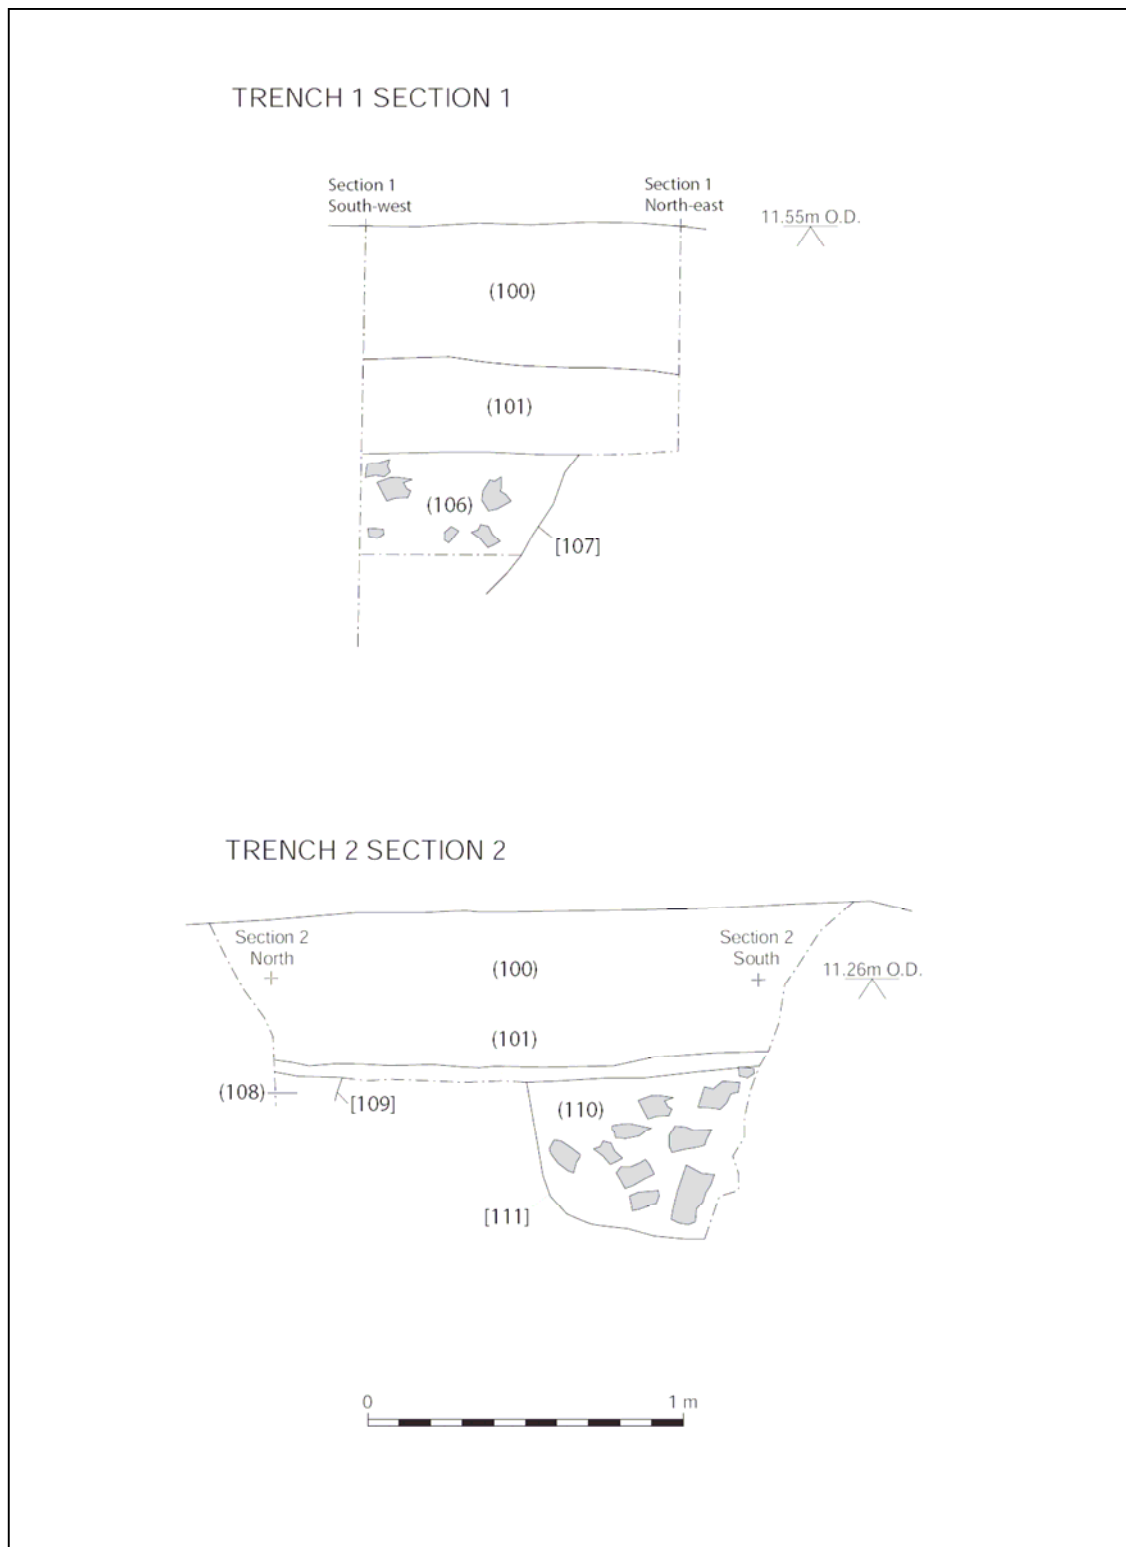 TRENCH 1 SECTION 1
Section 1
South-west
Section 1
North-east
11.55m O.D.
(100)
(101)
(106)
[107]
TRENCH 2 SECTION 2
Section 2
North
Section 2
South
(100)
11.26m O.D.
(101)
(108)
[109]
(110)
[111]
0
1 m